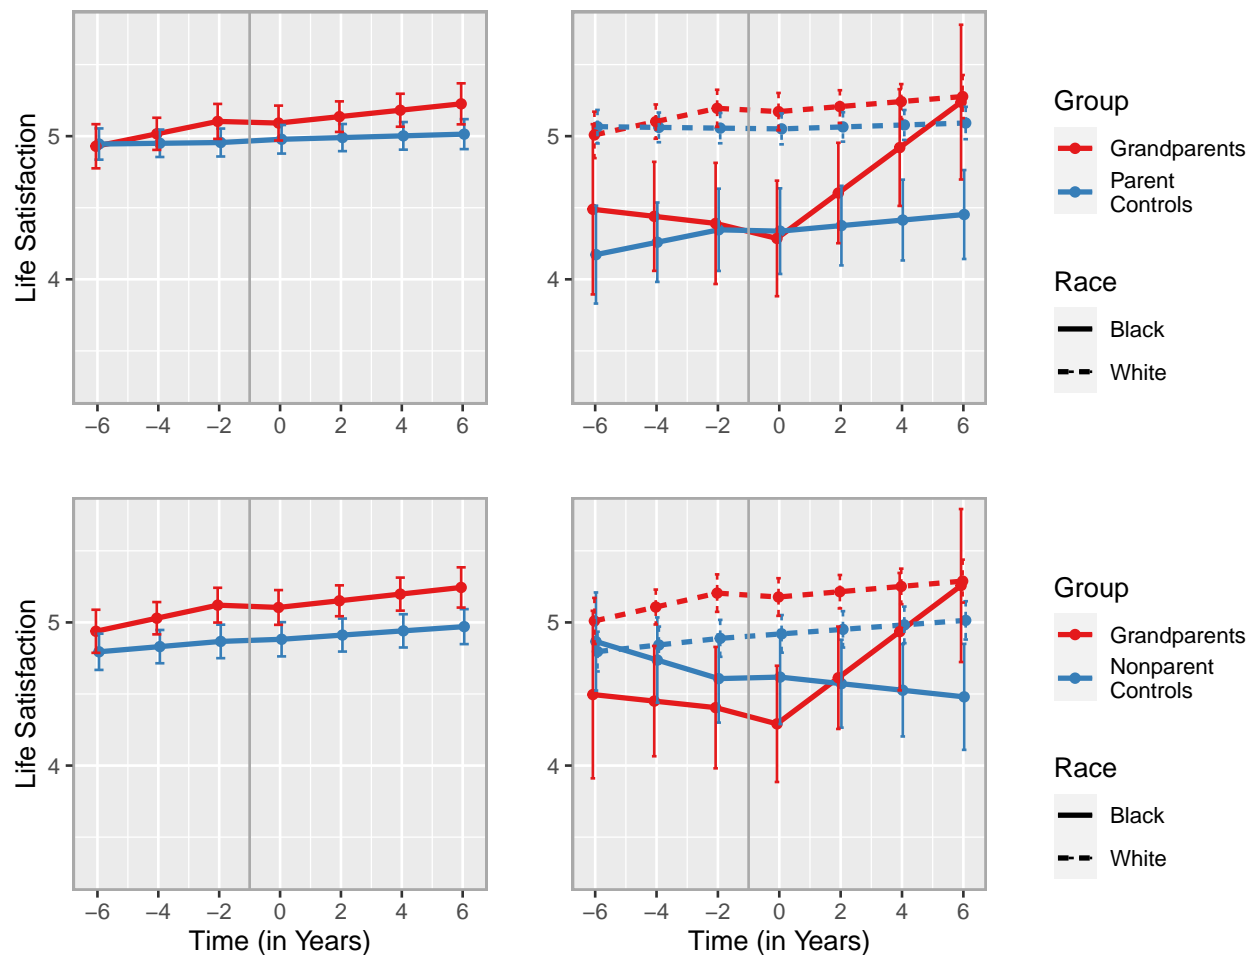 Life Satisfaction
5
4
−6 −4 −2 0 2 4 6
5
4
−6 −4 −2 0 2 4 6
Group
Grandparents
Parent
Controls
Race
Black
White
Life Satisfaction
5
4
−6 −4 −2 0 2 4 6
Time (in Years)
5
4
−6 −4 −2 0 2 4 6
Time (in Years)
Group
Grandparents
Nonparent
Controls
Race
Black
White